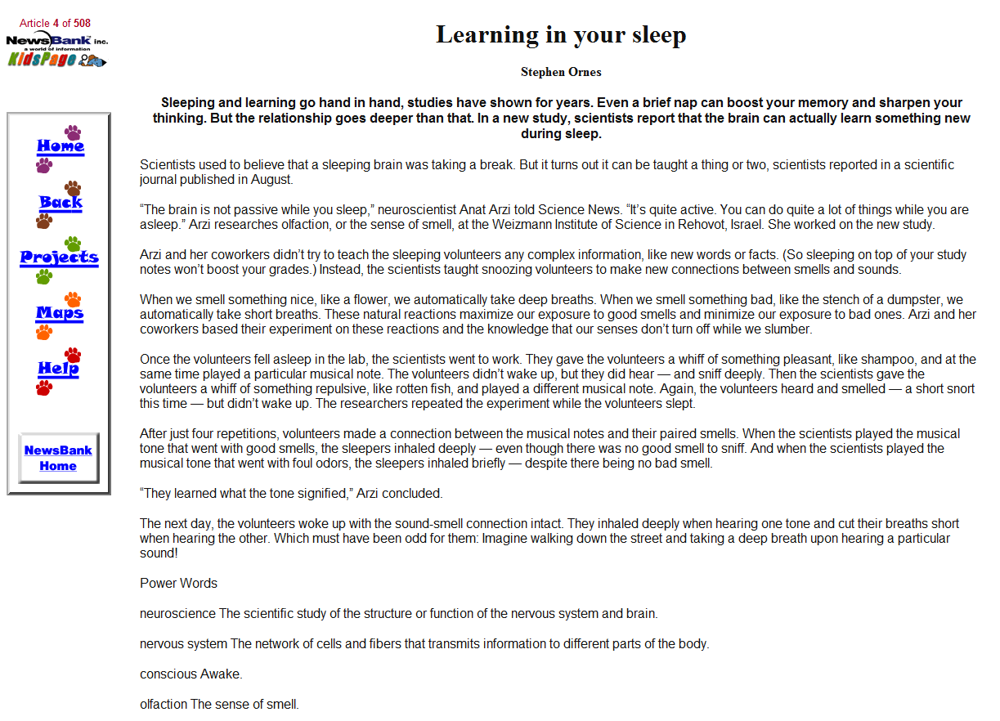 Article 4 of 508
NewsBank inc.
a world of information
KidsPage
Home
Back
Projects
Maps
Help
NewsBank
Home
Learning in your sleep
Stephen Ornes
Sleeping and learning go hand in hand, studies have shown for years. Even a brief nap can boost your memory and sharpen your
thinking. But the relationship goes deeper than that. In a new study, scientists report that the brain can actually learn something new
during sleep.
Scientists used to believe that a sleeping brain was taking a break. But it turns out it can be taught a thing or two, scientists reported in a scientific
journal published in August.
“The brain is not passive while you sleep,” neuroscientist Anat Arzi told Science News. “It’s quite active. You can do quite a lot of things while you are
asleep.” Arzi researches olfaction, or the sense of smell, at the Weizmann Institute of Science in Rehovot, Israel. She worked on the new study.
Arzi and her coworkers didn’t try to teach the sleeping volunteers any complex information, like new words or facts. (So sleeping on top of your study
notes won’t boost your grades.) Instead, the scientists taught snoozing volunteers to make new connections between smells and sounds.
When we smell something nice, like a flower, we automatically take deep breaths. When we smell something bad, like the stench of a dumpster, we
automatically take short breaths. These natural reactions maximize our exposure to good smells and minimize our exposure to bad ones. Arzi and her
coworkers based their experiment on these reactions and the knowledge that our senses don’t turn off while we slumber.
Once the volunteers fell asleep in the lab, the scientists went to work. They gave the volunteers a whiff of something pleasant, like shampoo, and at the
same time played a particular musical note. The volunteers didn’t wake up, but they did hear — and sniff deeply. Then the scientists gave the
volunteers a whiff of something repulsive, like rotten fish, and played a different musical note. Again, the volunteers heard and smelled — a short snort
this time — but didn’t wake up. The researchers repeated the experiment while the volunteers slept.
After just four repetitions, volunteers made a connection between the musical notes and their paired smells. When the scientists played the musical
tone that went with good smells, the sleepers inhaled deeply — even though there was no good smell to sniff. And when the scientists played the
musical tone that went with foul odors, the sleepers inhaled briefly — despite there being no bad smell.
“They learned what the tone signified,” Arzi concluded.
The next day, the volunteers woke up with the sound-smell connection intact. They inhaled deeply when hearing one tone and cut their breaths short
when hearing the other. Which must have been odd for them: Imagine walking down the street and taking a deep breath upon hearing a particular
sound!
Power Words
neuroscience The scientific study of the structure or function of the nervous system and brain.
nervous system The network of cells and fibers that transmits information to different parts of the body.
conscious Awake.
olfaction The sense of smell.